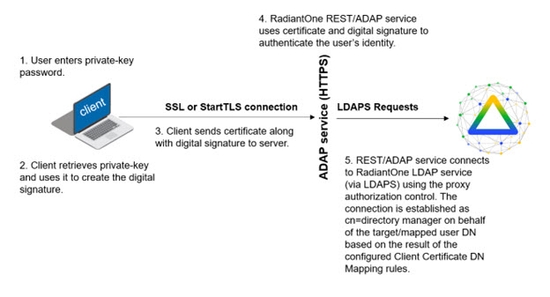 4. RadiantOne REST/ADAP service
uses certificate and digital signature to
authenticate the user's identity.
1. User enters private-key
password.
client
SSL or StartTLS connection
ADAP service (HTTPS)
LDAPS Requests
3. Client sends certificate along
with digital signature to server.
2. Client retrieves private-key
and uses it to create the digital
signature.
5. REST/ADAP service connects
to RadiantOne LDAP service
(via LDAPS) using the proxy
authorization control. The
connection is established as
cn=directory manager on behalf
of the target/mapped user DN
based on the result of the
configured Client Certificate DN
Mapping rules.